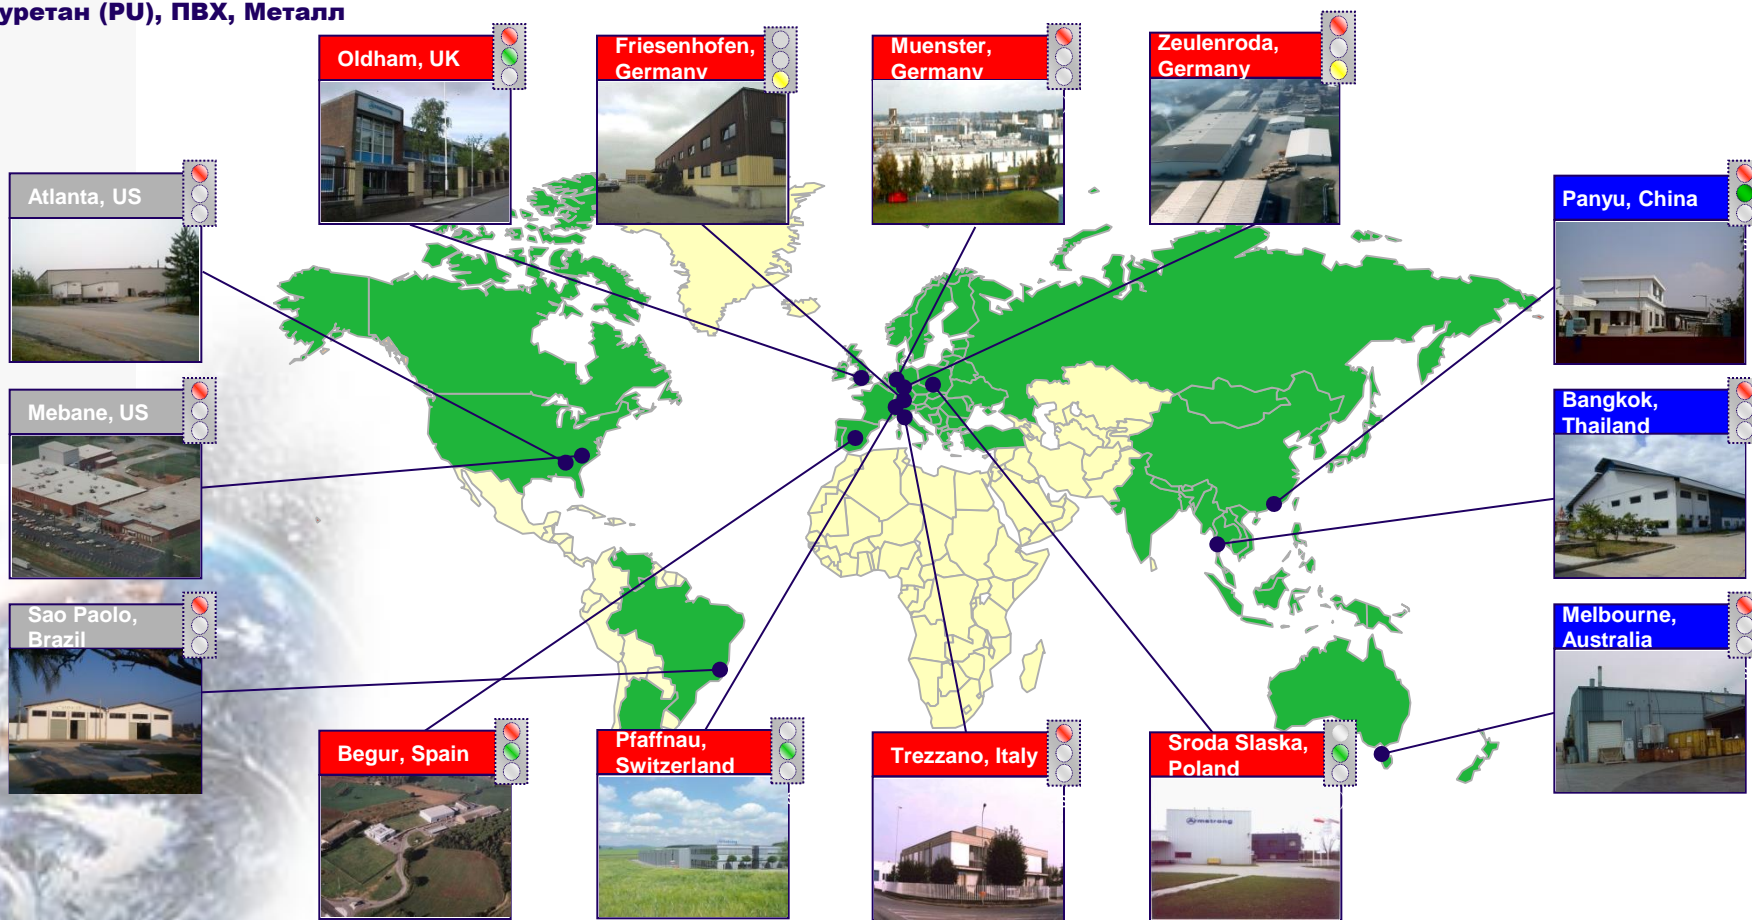 уретан (PU), ПВХ, Металл
Oldham, UK
Friesenhofen,
Germany
Muenster,
Germany
Zeulenroda,
Germany
Atlanta, US
Panyu, China
Mebane, US
Bangkok,
Thailand
Sao Paolo,
Brazil
Melbourne,
Australia
Begur, Spain
Pfaffnau,
Switzerland
Trezzano, Italy
Sroda Slaska,
Poland
Armstrong